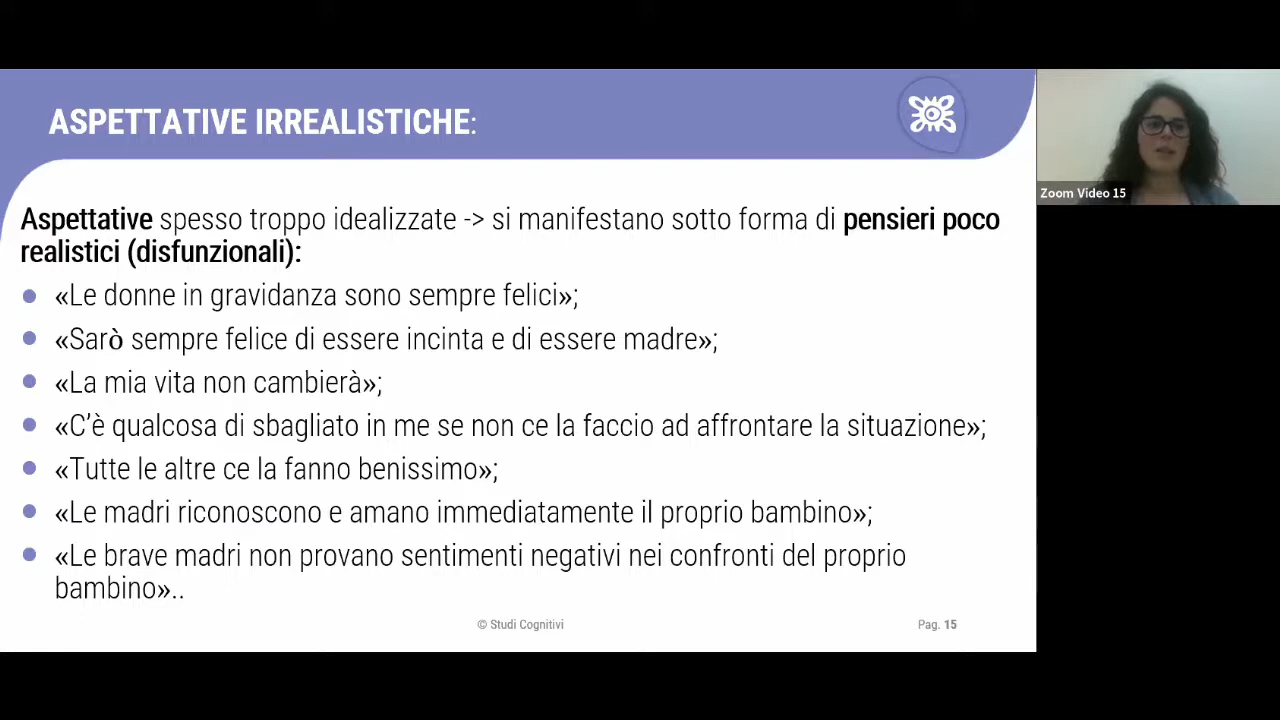 ASPETTATIVE IRREALISTICHE:
Zoom Video 15
Aspettative spesso troppo idealizzate -> si manifestano sotto forma di pensieri poco
realistici (disfunzionali):
«Le donne in gravidanza sono sempre felici»;
«Sarò sempre felice di essere incinta e di essere madre»;
«La mia vita non cambierà»;
«C’è qualcosa di sbagliato in me se non ce la faccio ad affrontare la situazione»;
«Tutte le altre ce la fanno benissimo»;
«Le madri riconoscono e amano immediatamente il proprio bambino»;
«Le brave madri non provano sentimenti negativi nei confronti del proprio
bambino»..
© Studi Cognitivi
Pag. 15